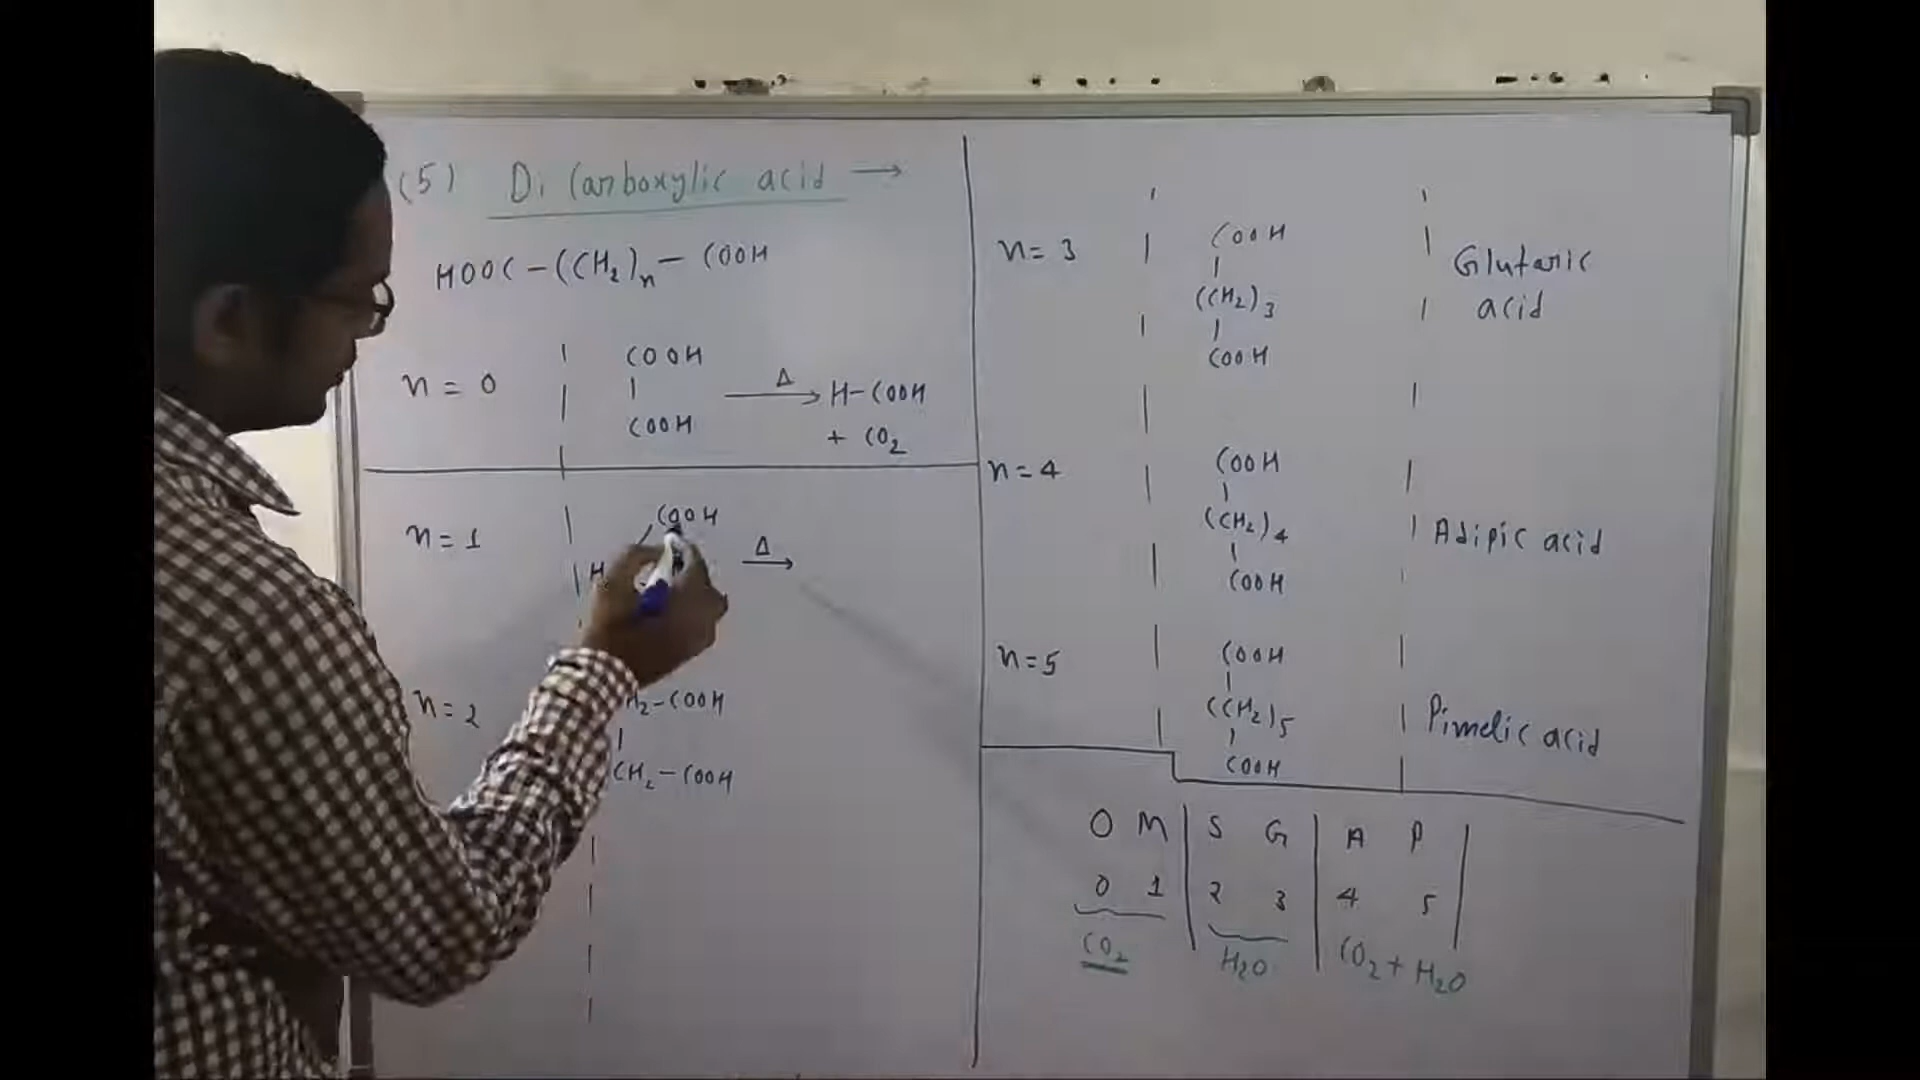 (5) Di Carboxylic acid →
HOOC-(CH₂)ₙ- COOH
n = 0
COOH
|
COOH
Δ
→ H-COOH
+ CO₂
n = 1
COOH
H
Δ
→
n = 2
H₂-COOH
|
CH₂-COOH
n = 3
COOH
|
(CH₂)₃
|
COOH
Glutaric
acid
n = 4
COOH
|
(CH₂)₄
|
COOH
Adipic acid
n = 5
COOH
|
(CH₂)₅
|
COOH
Pimelic acid
O M | S G | A P |
0 1 | 2 3 | 4 5 |
CO₂ H₂O CO₂ + H₂O